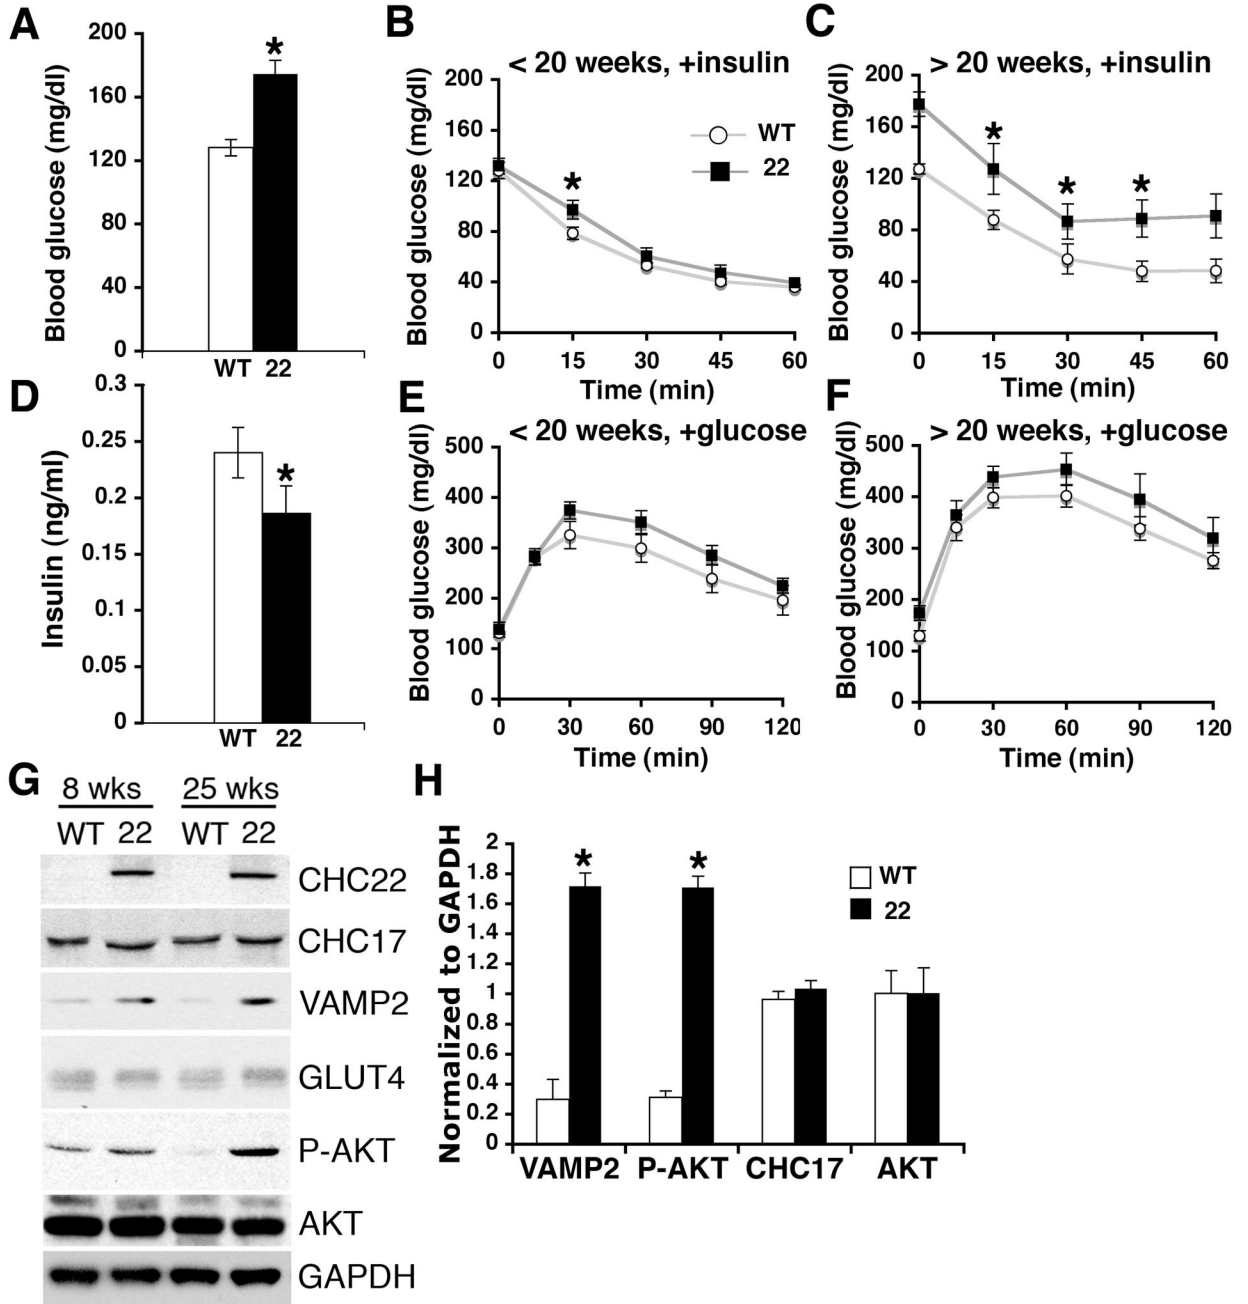 A
Blood glucose (mg/dl)
200
160
120
80
40
0
*
WT 22
B
< 20 weeks, +insulin
Blood glucose (mg/dl)
200
160
120
80
40
0
*
WT
22
0 15 30 45 60
Time (min)
C
> 20 weeks, +insulin
Blood glucose (mg/dl)
200
160
120
80
40
0
* * *
0 15 30 45 60
Time (min)
D
Insulin (ng/ml)
0.3
0.25
0.2
0.15
0.1
0.05
0
*
WT 22
E
< 20 weeks, +glucose
Blood glucose (mg/dl)
500
400
300
200
100
0
0 30 60 90 120
Time (min)
F
> 20 weeks, +glucose
Blood glucose (mg/dl)
500
400
300
200
100
0
0 30 60 90 120
Time (min)
G
8 wks 25 wks
WT 22 WT 22
CHC22
CHC17
VAMP2
GLUT4
P-AKT
AKT
GAPDH
H
Normalized to GAPDH
2
1.8
1.6
1.4
1.2
1
0.8
0.6
0.4
0.2
0
* *
WT
22
VAMP2 P-AKT CHC17 AKT